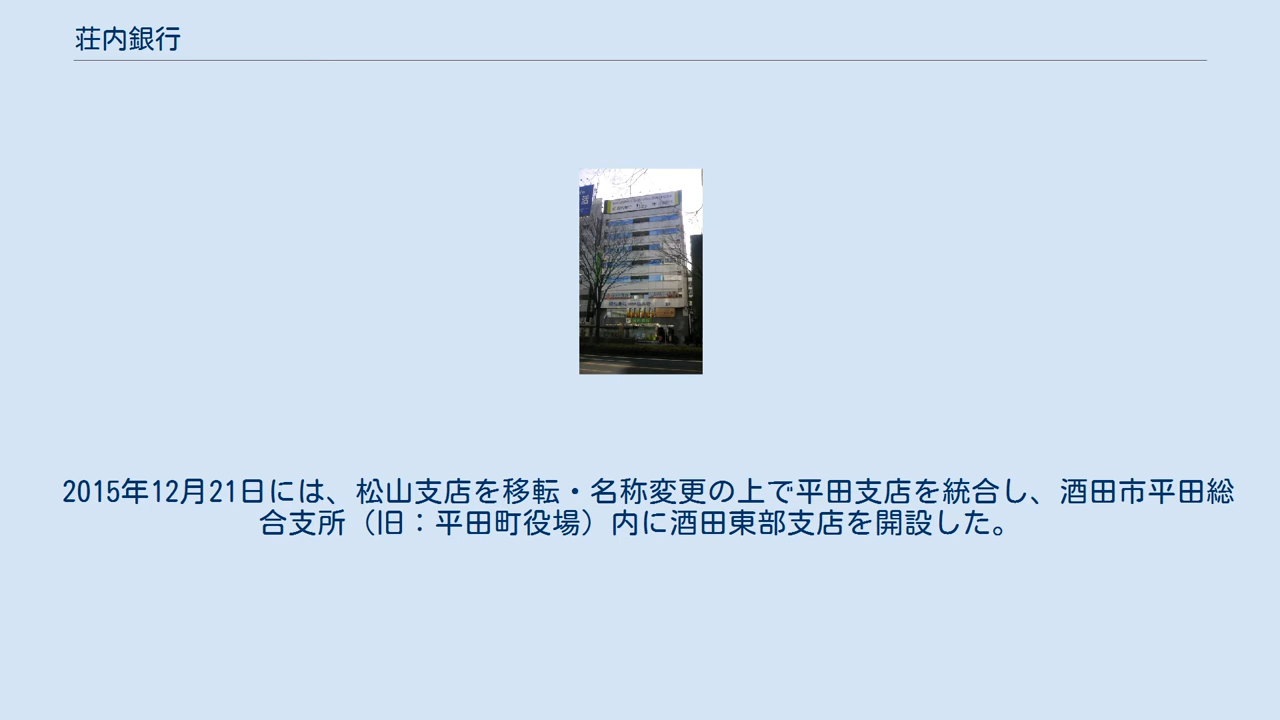 荘内銀行
2015年12月21日には、松山支店を移転・名称変更の上で平田支店を統合し、酒田市平田総
合支所（旧：平田町役場）内に酒田東部支店を開設した。